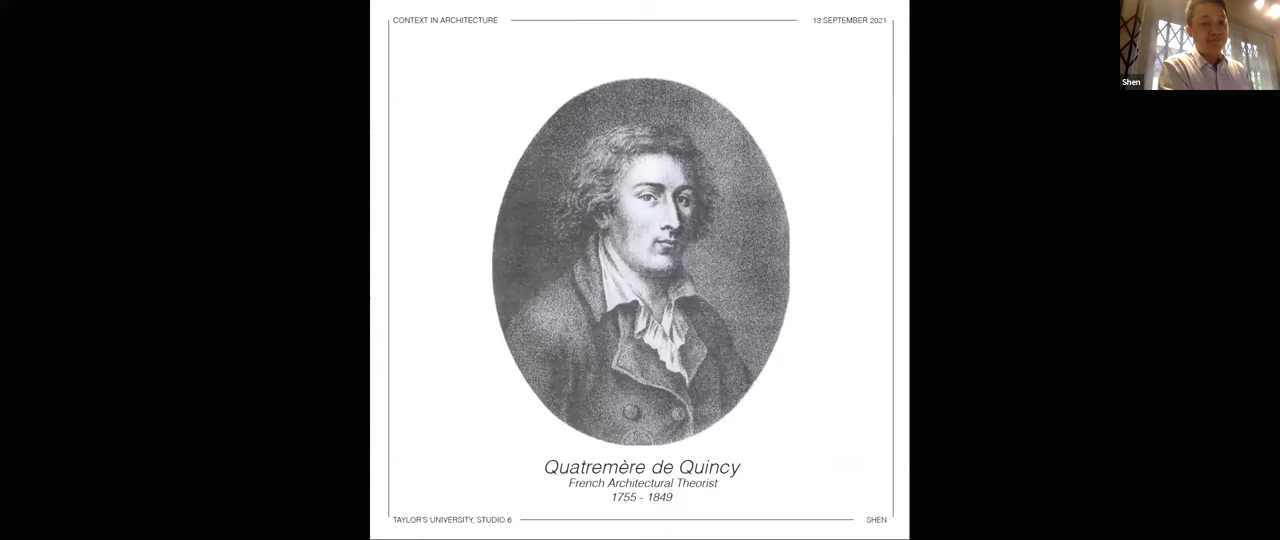 CONTEXT IN ARCHITECTURE
13 SEPTEMBER 2021
Shen
Quatremère de Quincy
French Architectural Theorist
1755 - 1849
TAYLOR'S UNIVERSITY, STUDIO 6
SHEN